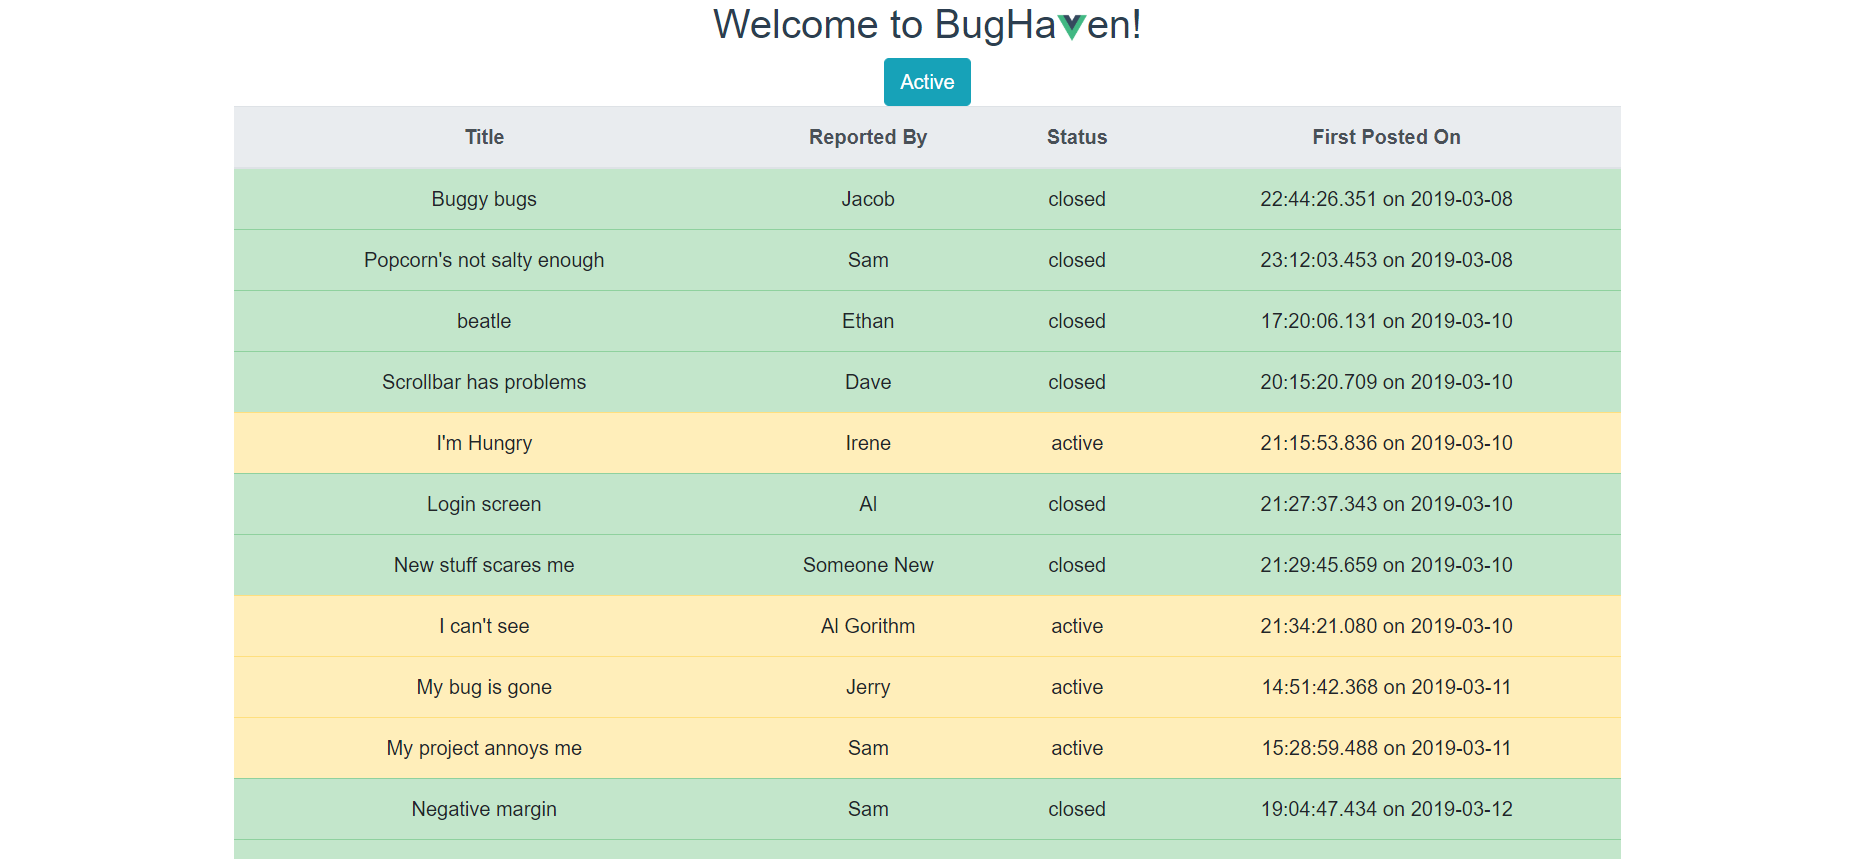 Welcome to BugHaven!
Active
Title Reported By Status First Posted On
Buggy bugs Jacob closed 22:44:26.351 on 2019-03-08
Popcorn's not salty enough Sam closed 23:12:03.453 on 2019-03-08
beatle Ethan closed 17:20:06.131 on 2019-03-10
Scrollbar has problems Dave closed 20:15:20.709 on 2019-03-10
I'm Hungry Irene active 21:15:53.836 on 2019-03-10
Login screen Al closed 21:27:37.343 on 2019-03-10
New stuff scares me Someone New closed 21:29:45.659 on 2019-03-10
I can't see Al Gorithm active 21:34:21.080 on 2019-03-10
My bug is gone Jerry active 14:51:42.368 on 2019-03-11
My project annoys me Sam active 15:28:59.488 on 2019-03-11
Negative margin Sam closed 19:04:47.434 on 2019-03-12